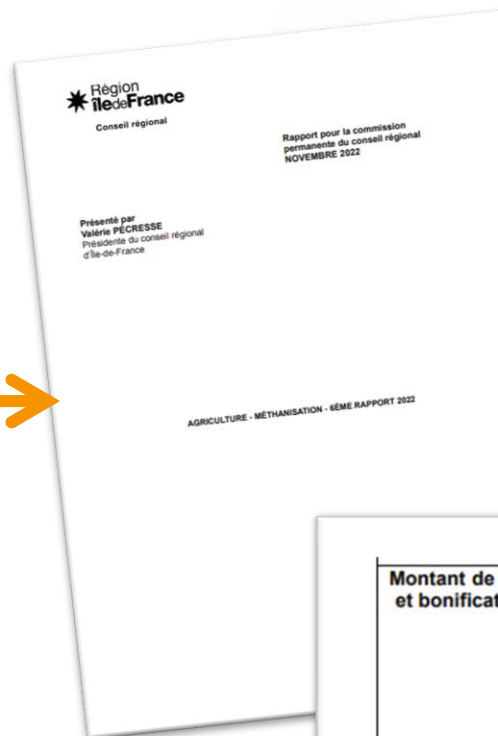 Région
îledeFrance
Conseil régional
Rapport pour la commission
permanente du conseil régional
NOVEMBRE 2022
Présenté par
Valérie PÉCRESSE
Présidente du conseil régional
d'Île-de-France
AGRICULTURE - MÉTHANISATION - 6ÈME RAPPORT 2022
Montant de
et bonificat